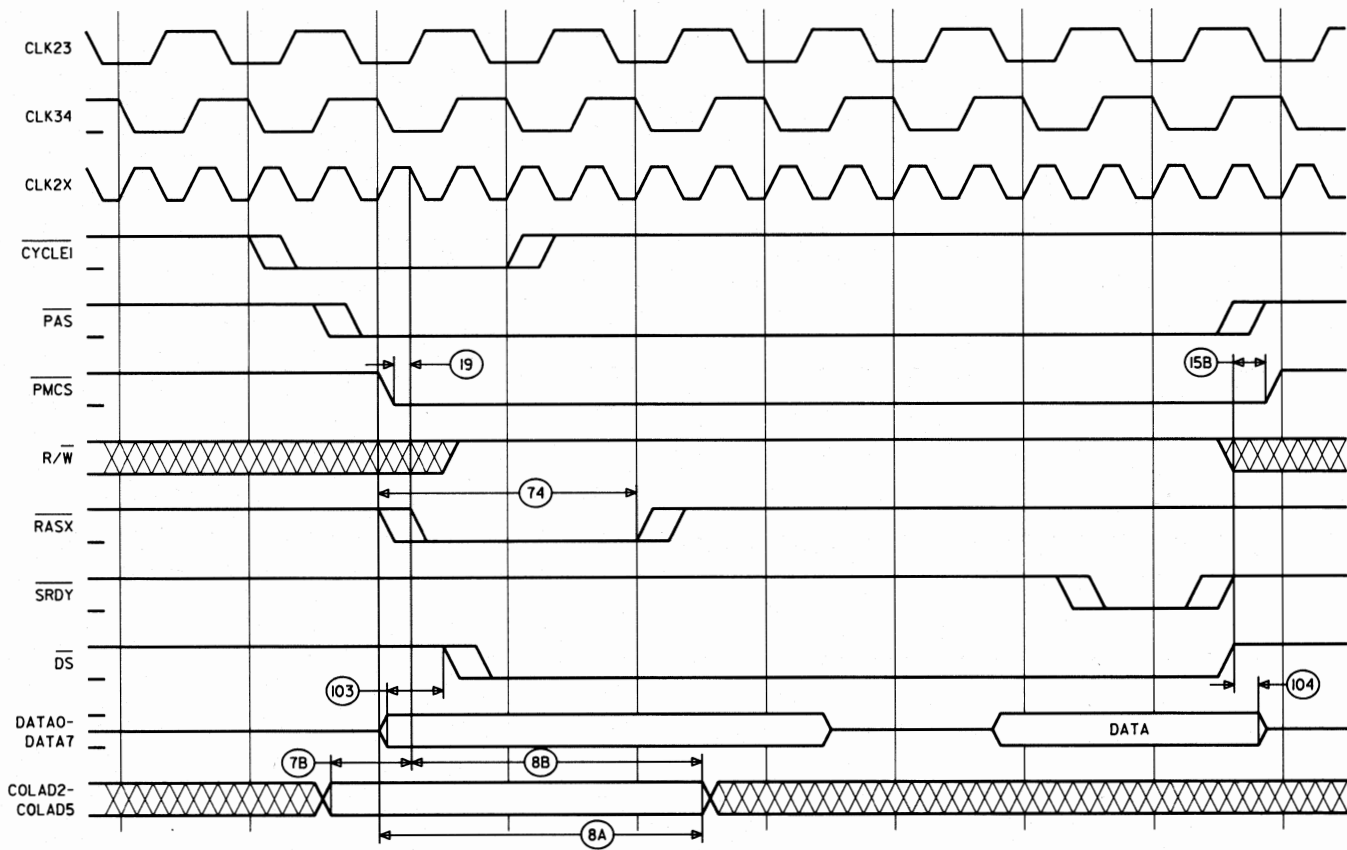 CLK23
CLK34
CLK2X
CYCLEI
PAS
19
15B
PMCS
R/W
74
RASX
SRDY
DS
103
104
DATA0-
DATA7
DATA
7B
8B
COLAD2-
COLAD5
8A